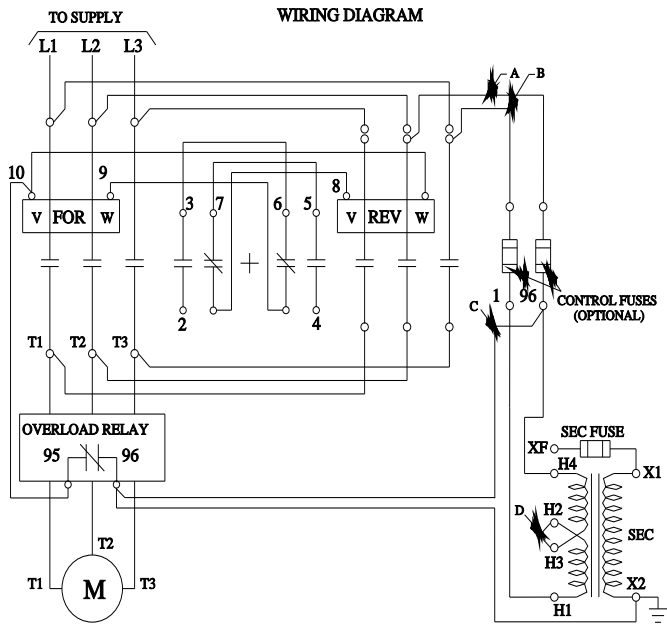 WIRING DIAGRAM
TO SUPPLY
L1 L2 L3
A B
10 9 3 7 6 5 8
V FOR W
V REV W
2 4
1 96
CONTROL FUSES
(OPTIONAL)
C
T1 T2 T3
OVERLOAD RELAY
95 96
SEC FUSE
XF
H4 X1
D H2
H3
SEC
T2
T1 M T3
H1 X2